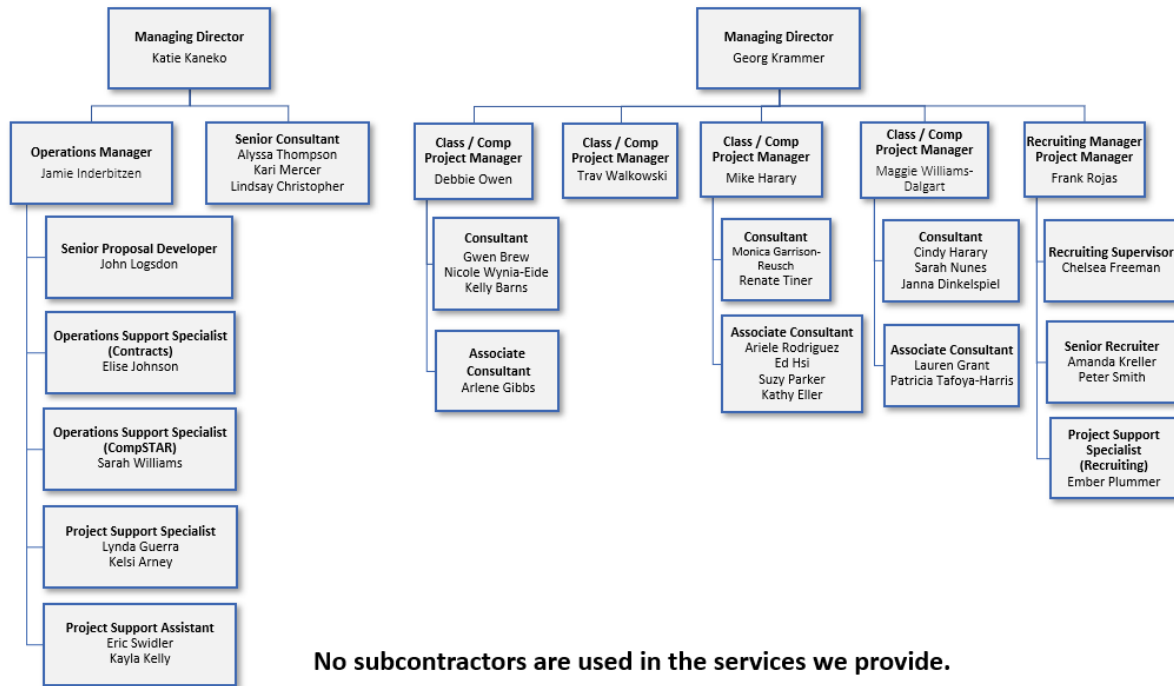 Managing Director
Katie Kaneko
Operations Manager
Jamie Inderbitzen
Senior Consultant
Alyssa Thompson
Kari Mercer
Lindsay Christopher
Senior Proposal Developer
John Logsdon
Operations Support Specialist
(Contracts)
Elise Johnson
Operations Support Specialist
(CompSTAR)
Sarah Williams
Project Support Specialist
Lynda Guerra
Kelsi Arney
Project Support Assistant
Eric Swidler
Kayla Kelly
Managing Director
Georg Krammer
Class / Comp
Project Manager
Debbie Owen
Consultant
Gwen Brew
Nicole Wynia-Eide
Kelly Barns
Associate
Consultant
Arlene Gibbs
Class / Comp
Project Manager
Trav Walkowski
Class / Comp
Project Manager
Mike Harary
Consultant
Monica Garrison-
Reusch
Renate Tiner
Associate Consultant
Ariele Rodriguez
Ed Hsi
Suzy Parker
Kathy Eller
Class / Comp
Project Manager
Maggie Williams-
Dalgart
Consultant
Cindy Harary
Sarah Nunes
Janna Dinkelspiel
Associate Consultant
Lauren Grant
Patricia Tafoya-Harris
Recruiting Manager
Project Manager
Frank Rojas
Recruiting Supervisor
Chelsea Freeman
Senior Recruiter
Amanda Kreller
Peter Smith
Project Support
Specialist
(Recruiting)
Ember Plummer
No subcontractors are used in the services we provide.